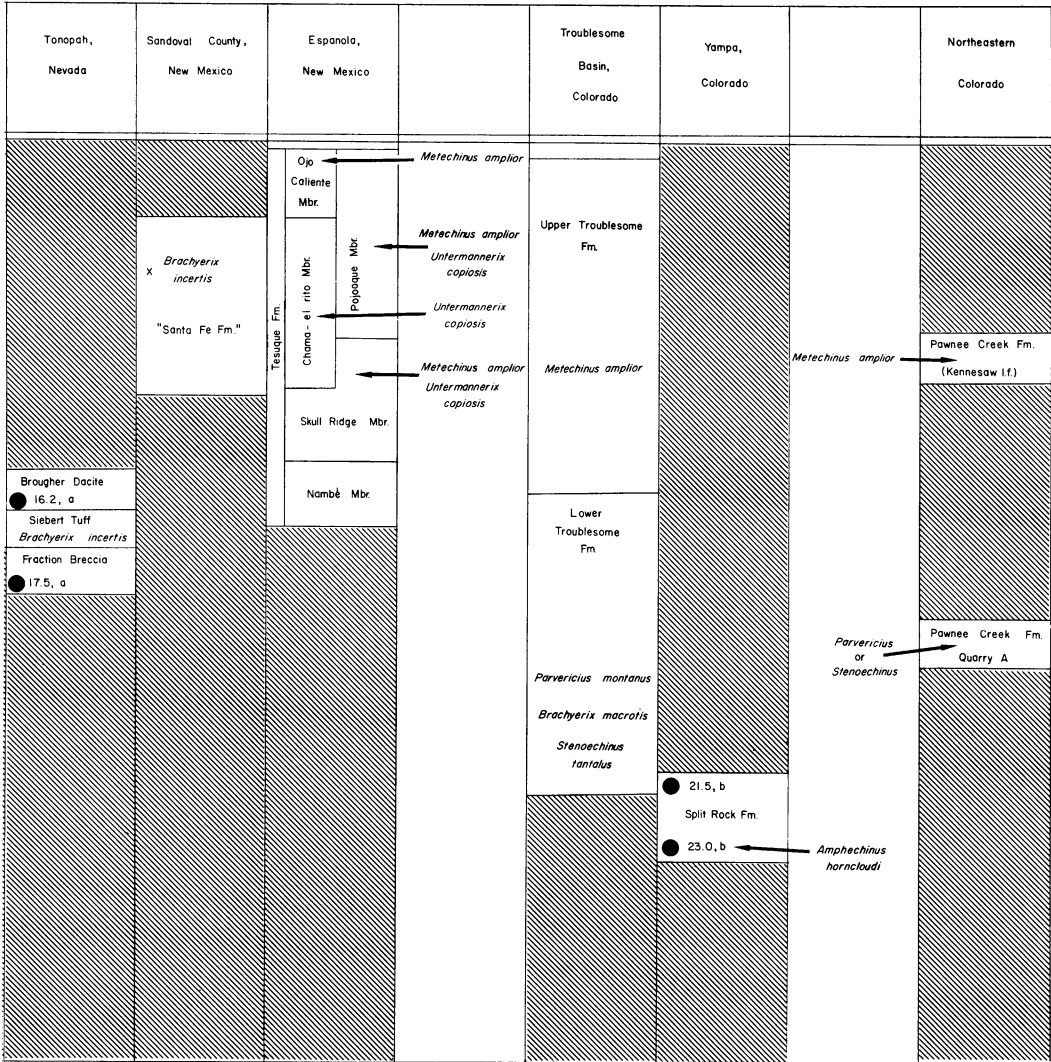 Tonopah,
Nevada
Sandoval County,
New Mexico
Espanola,
New Mexico
Troublesome
Basin,
Colorado
Yampa,
Colorado
Northeastern
Colorado
Brougher Dacite
16.2, a
Siebert Tuff
Brachyerix incertis
Fraction Breccia
17.5, a
x Brachyerix
incertis
"Santa Fe Fm."
Tesuque Fm.
Ojo
Caliente
Mbr.
Chama-el rito Mbr.
Pojoaque Mbr.
Skull Ridge Mbr.
Nambé Mbr.
Metechinus amplior
Metechinus amplior
Untermannerix
copiosis
Untermannerix
copiosis
Metechinus amplior
Untermannerix
copiosis
Upper Troublesome
Fm.
Metechinus amplior
Lower
Troublesome
Fm.
Parvericius montanus
Brachyerix macrotis
Stenoechinus
tantalus
21.5, b
Split Rock Fm.
23.0, b
Metechinus amplior
Parvericius
or
Stenoechinus
Amphechinus
horncloudi
Pawnee Creek Fm.
(Kennesaw l.f.)
Pawnee Creek Fm.
Quarry A